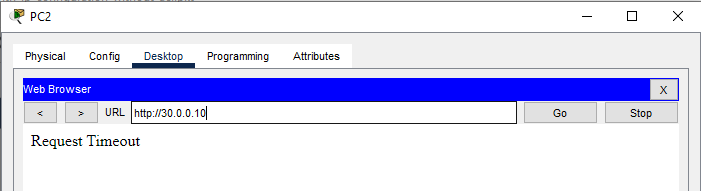 PC2
Physical Config Desktop Programming Attributes
Web Browser X
< > URL http://30.0.0.10 Go Stop
Request Timeout